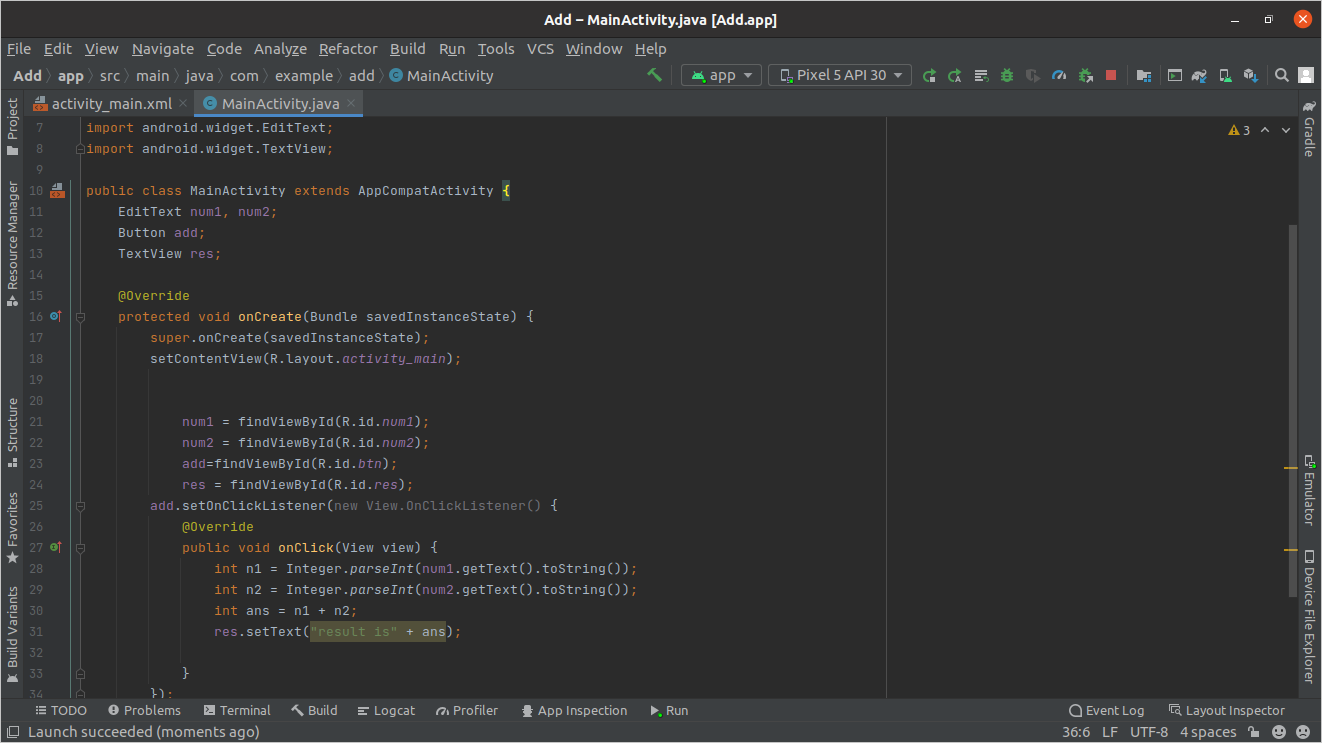 Add – MainActivity.java [Add.app]
File Edit View Navigate Code Analyze Refactor Build Run Tools VCS Window Help
Add app src main java com example add MainActivity app Pixel 5 API 30
activity_main.xml MainActivity.java
Project
Resource Manager
Structure
Favorites
Build Variants
7 import android.widget.EditText;
8 import android.widget.TextView;
9
10 public class MainActivity extends AppCompatActivity {
11 EditText num1, num2;
12 Button add;
13 TextView res;
14
15 @Override
16 protected void onCreate(Bundle savedInstanceState) {
17 super.onCreate(savedInstanceState);
18 setContentView(R.layout.activity_main);
19
20
21 num1 = findViewById(R.id.num1);
22 num2 = findViewById(R.id.num2);
23 add=findViewById(R.id.btn);
24 res = findViewById(R.id.res);
25 add.setOnClickListener(new View.OnClickListener() {
26 @Override
27 public void onClick(View view) {
28 int n1 = Integer.parseInt(num1.getText().toString());
29 int n2 = Integer.parseInt(num2.getText().toString());
30 int ans = n1 + n2;
31 res.setText("result is" + ans);
32
33 }
34 });
3
Gradle
Emulator
Device File Explorer
TODO Problems Terminal Build Logcat Profiler App Inspection Run Event Log Layout Inspector
Launch succeeded (moments ago) 36:6 LF UTF-8 4 spaces